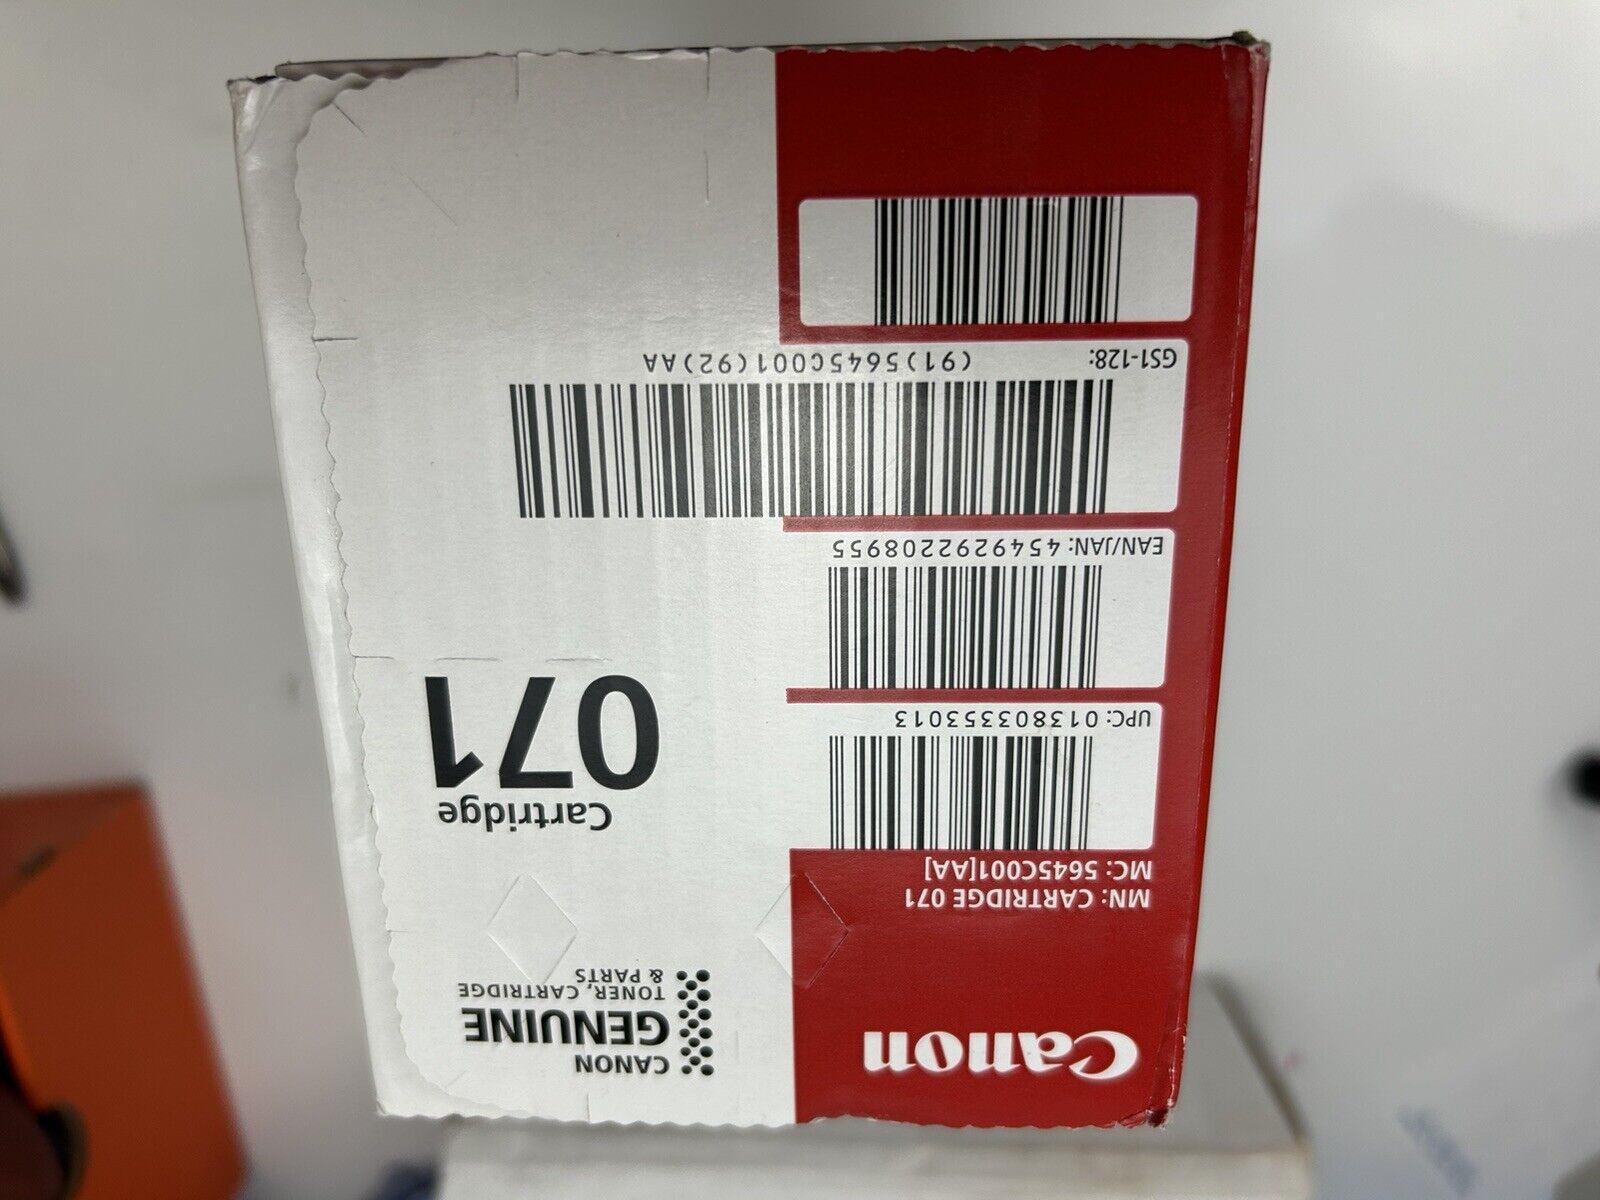 Canon
MN: CARTRIDGE 071
MC: 5645C001[AA]
UPC: 013803353013
EAN/JAN: 4549292208955
GS1-128: (91)5645C001(92)AA
CANON
GENUINE
TONER, CARTRIDGE
& PARTS
Cartridge
071